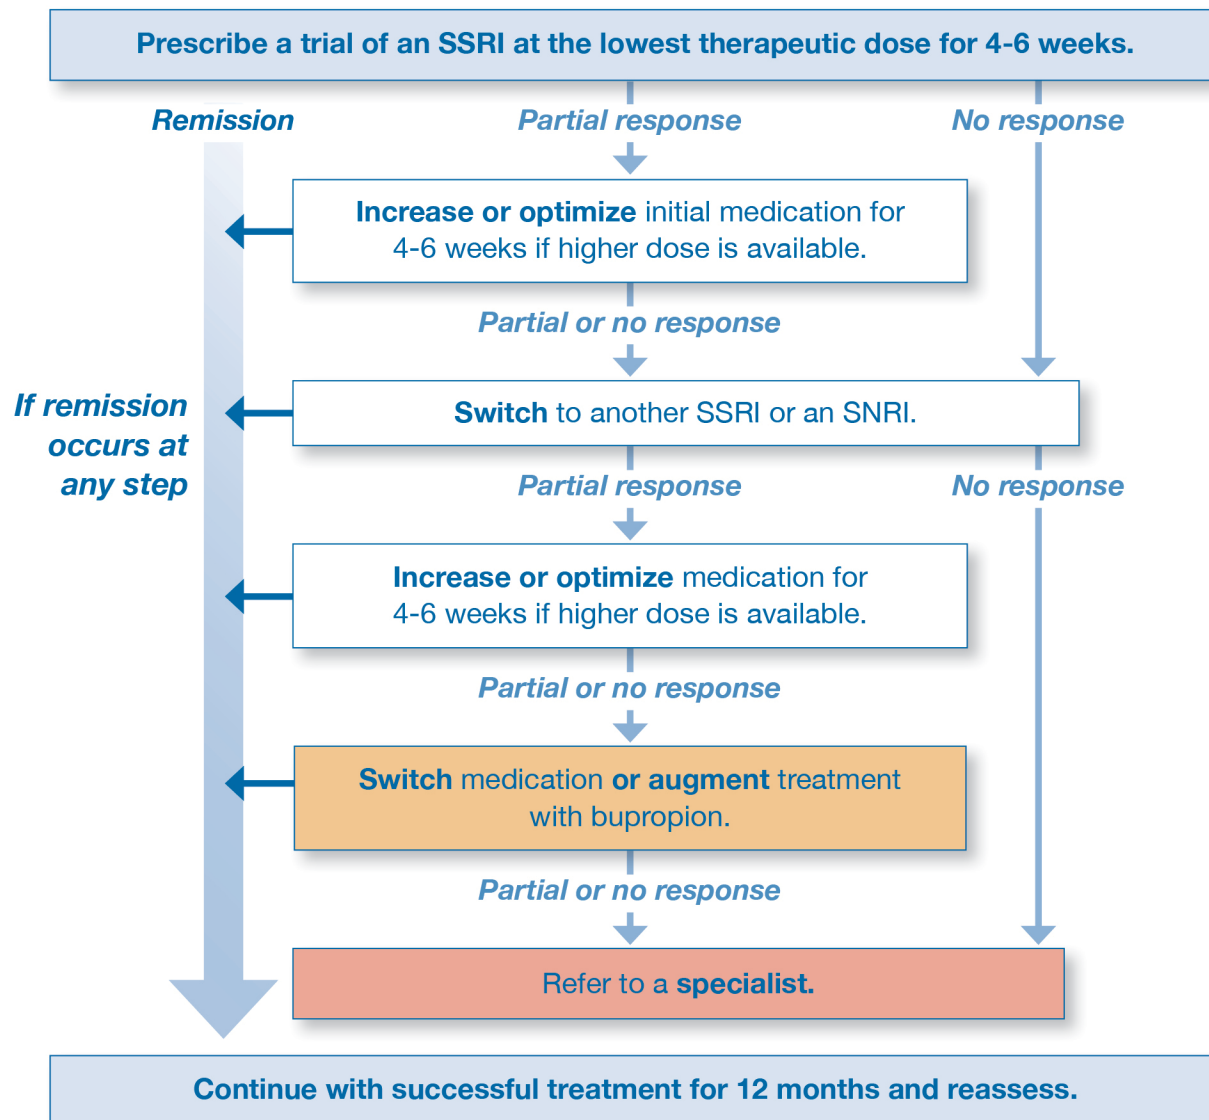 Prescribe a trial of an SSRI at the lowest therapeutic dose for 4-6 weeks.
Remission
Partial response
No response
Increase or optimize initial medication for
4-6 weeks if higher dose is available.
Partial or no response
If remission
occurs at
any step
Switch to another SSRI or an SNRI.
Partial response
No response
Increase or optimize medication for
4-6 weeks if higher dose is available.
Partial or no response
Switch medication or augment treatment
with bupropion.
Partial or no response
Refer to a specialist.
Continue with successful treatment for 12 months and reassess.